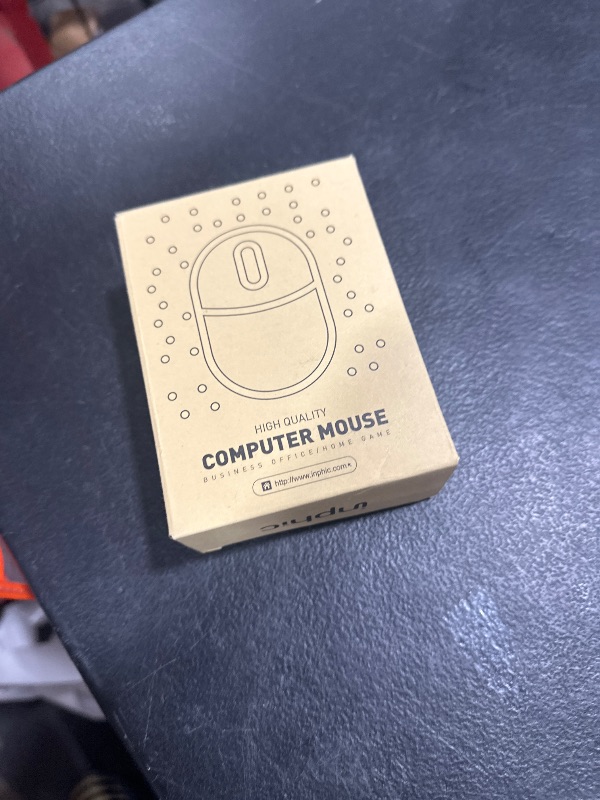 HIGH QUALITY
COMPUTER MOUSE
BUSINESS OFFICE/HOME GAME
http://www.inphic.com
inphic